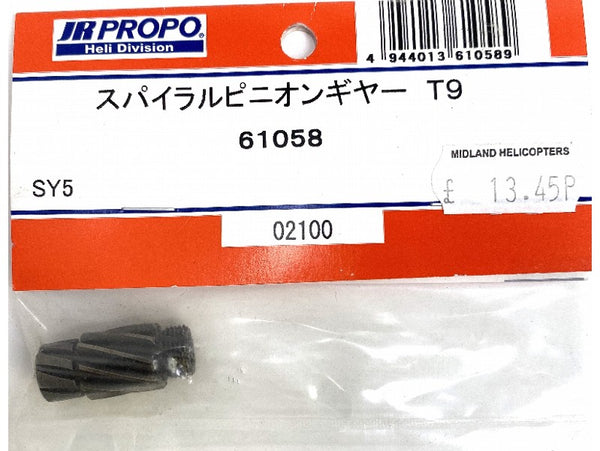 JR PROPO®
Heli Division
4 944013 610589
スパイラルピニオンギヤー T9
61058
MIDLAND HELICOPTERS
£ 13.45P
SY5
02100